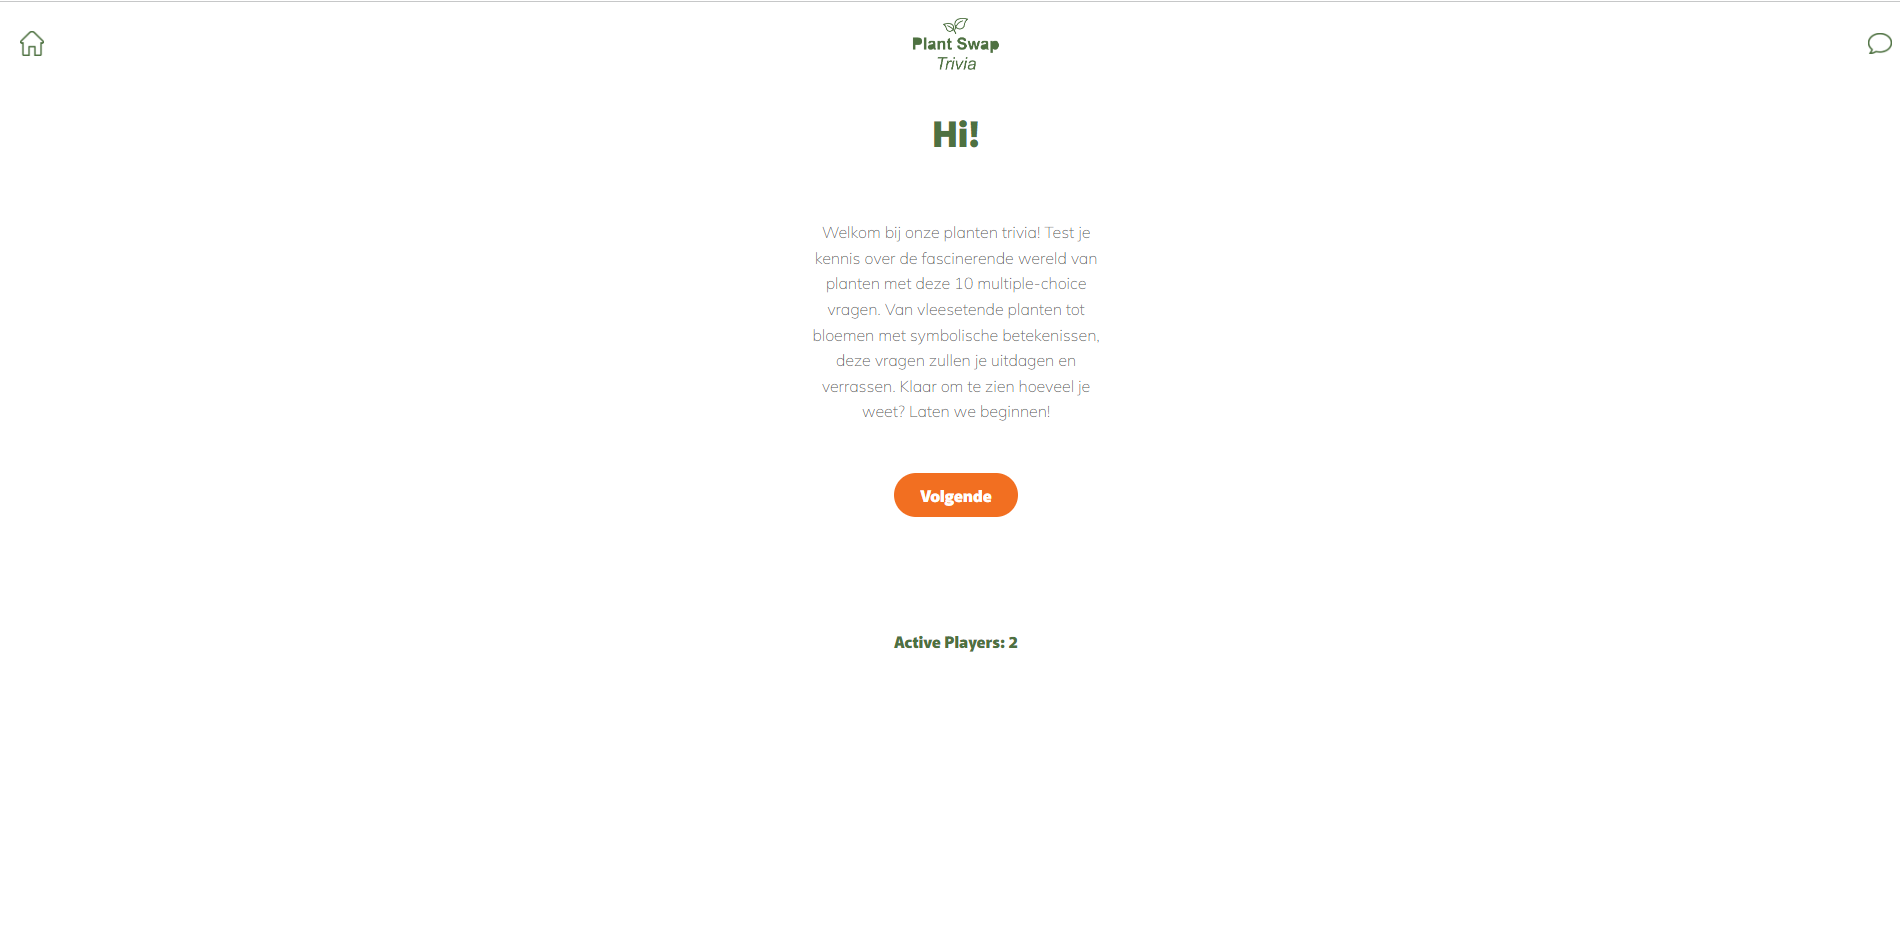 Plant Swap
Trivia
Hi!
Welkom bij onze planten trivia! Test je
kennis over de fascinerende wereld van
planten met deze 10 multiple-choice
vragen. Van vleesetende planten tot
bloemen met symbolische betekenissen,
deze vragen zullen je uitdagen en
verrassen. Klaar om te zien hoeveel je
weet? Laten we beginnen!
Volgende
Active Players: 2